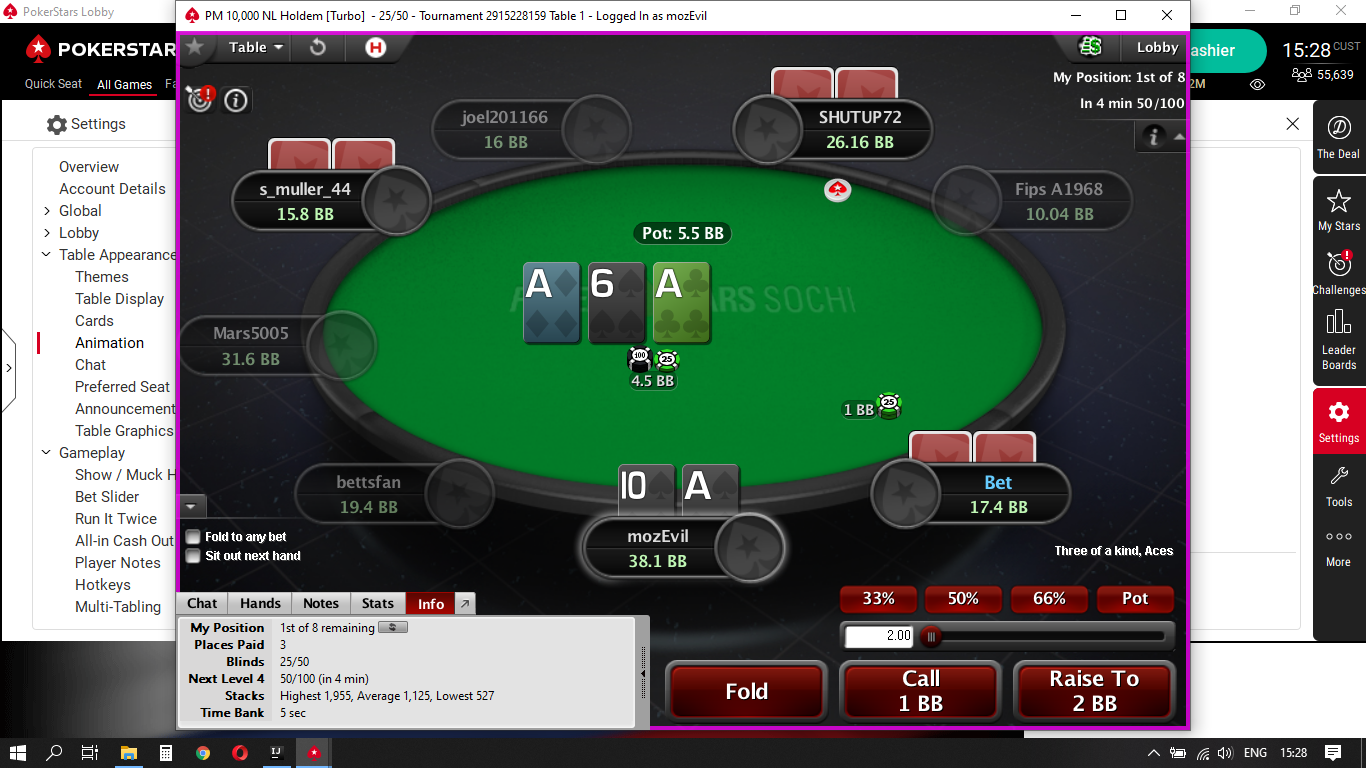 PokerStars Lobby
PM 10,000 NL Holdem [Turbo] - 25/50 - Tournament 2915228159 Table 1 - Logged In as mozEvil
POKERSTAR
Quick Seat All Games Fa
Table
H
Lobby
ashier
15:28 CUST
55,639
2M
My Position: 1st of 8
In 4 min 50/100
Settings
Overview
Account Details
Global
Lobby
Table Appearance
Themes
Table Display
Cards
Animation
Chat
Preferred Seat
Announcement
Table Graphics
Gameplay
Show / Muck H
Bet Slider
Run It Twice
All-in Cash Out
Player Notes
Hotkeys
Multi-Tabling
joel201166
16 BB
SHUTUP72
26.16 BB
s_muller_44
15.8 BB
Fips A1968
10.04 BB
Pot: 5.5 BB
A 6 A
ARS SOCHI
Mars5005
31.6 BB
100 25
4.5 BB
1 BB 25
bettsfan
19.4 BB
10 A
mozEvil
38.1 BB
Bet
17.4 BB
Fold to any bet
Sit out next hand
Three of a kind, Aces
33% 50% 66% Pot
2.00
Fold
Call
1 BB
Raise To
2 BB
Chat Hands Notes Stats Info
My Position 1st of 8 remaining
Places Paid 3
Blinds 25/50
Next Level 4 50/100 (in 4 min)
Stacks Highest 1,955, Average 1,125, Lowest 527
Time Bank 5 sec
The Deal
My Stars
Challenges
Leader
Boards
Settings
Tools
More
ENG 15:28